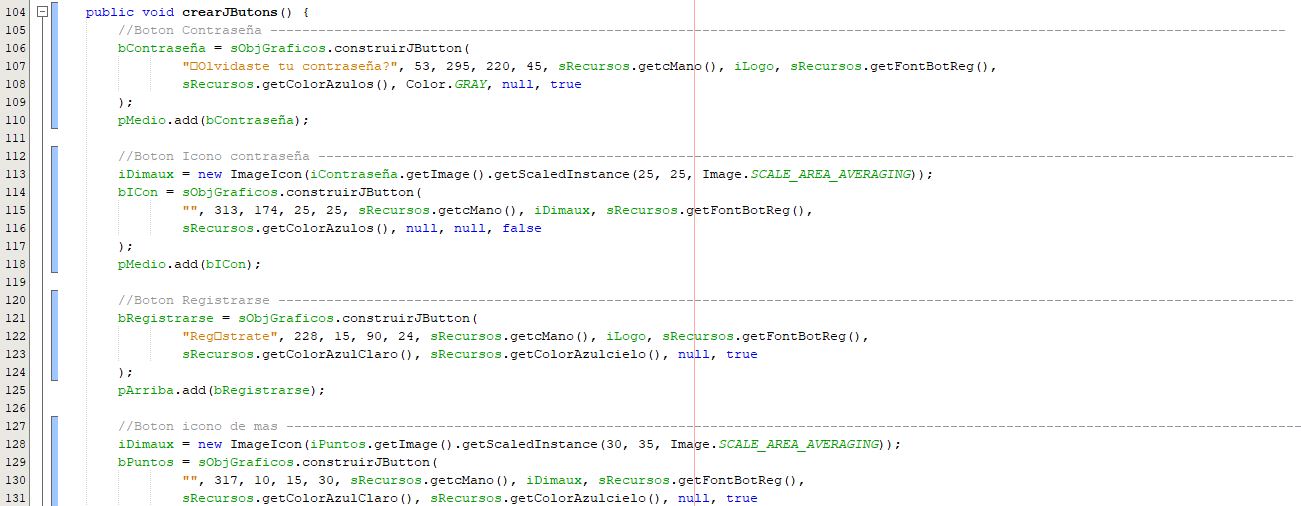 104 public void crearJButons() {
105 //Boton Contraseña --------------------------------------------------------------------------------
106 bContraseña = sObjGraficos.construirJButton(
107 "□Olvidaste tu contraseña?", 53, 295, 220, 45, sRecursos.getcMano(), iLogo, sRecursos.getFontBotReg(),
108 sRecursos.getColorAzulos(), Color.GRAY, null, true
109 );
110 pMedio.add(bContraseña);
111
112 //Boton Icono contraseña --------------------------------------------------------------------------------
113 iDimaux = new ImageIcon(iContraseña.getImage().getScaledInstance(25, 25, Image.SCALE_AREA_AVERAGING));
114 bICon = sObjGraficos.construirJButton(
115 "", 313, 174, 25, 25, sRecursos.getcMano(), iDimaux, sRecursos.getFontBotReg(),
116 sRecursos.getColorAzulos(), null, null, false
117 );
118 pMedio.add(bICon);
119
120 //Boton Registrarse --------------------------------------------------------------------------------
121 bRegistrarse = sObjGraficos.construirJButton(
122 "Reg□strate", 228, 15, 90, 24, sRecursos.getcMano(), iLogo, sRecursos.getFontBotReg(),
123 sRecursos.getColorAzulClaro(), sRecursos.getColorAzulcielo(), null, true
124 );
125 pArriba.add(bRegistrarse);
126
127 //Boton icono de mas --------------------------------------------------------------------------------
128 iDimaux = new ImageIcon(iPuntos.getImage().getScaledInstance(30, 35, Image.SCALE_AREA_AVERAGING));
129 bPuntos = sObjGraficos.construirJButton(
130 "", 317, 10, 15, 30, sRecursos.getcMano(), iDimaux, sRecursos.getFontBotReg(),
131 sRecursos.getColorAzulClaro(), sRecursos.getColorAzulcielo(), null, true